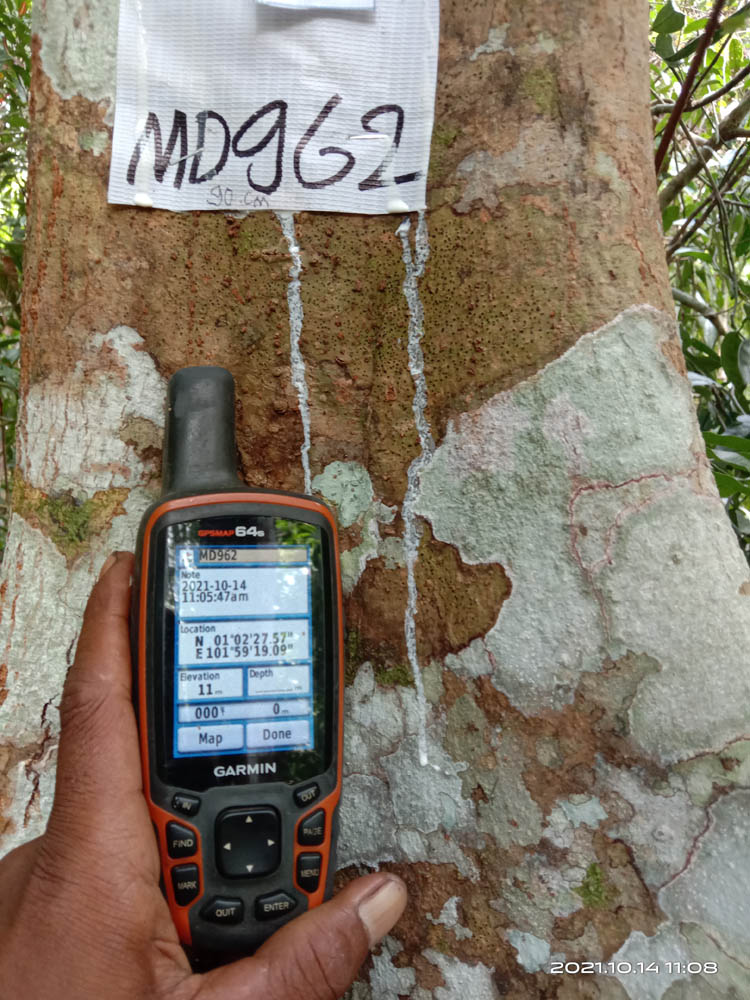 MD962
90 cm
GPSMAP 64s
MD962
Note
2021-10-14
11:05:47am
Location
N 01°02'27.57"
E 101°59'19.09"
Elevation
Depth
11 m
000°
0 m
Map
Done
GARMIN
IN
OUT
FIND
PAGE
MARK
MENU
QUIT
ENTER
2021.10.14 11:08